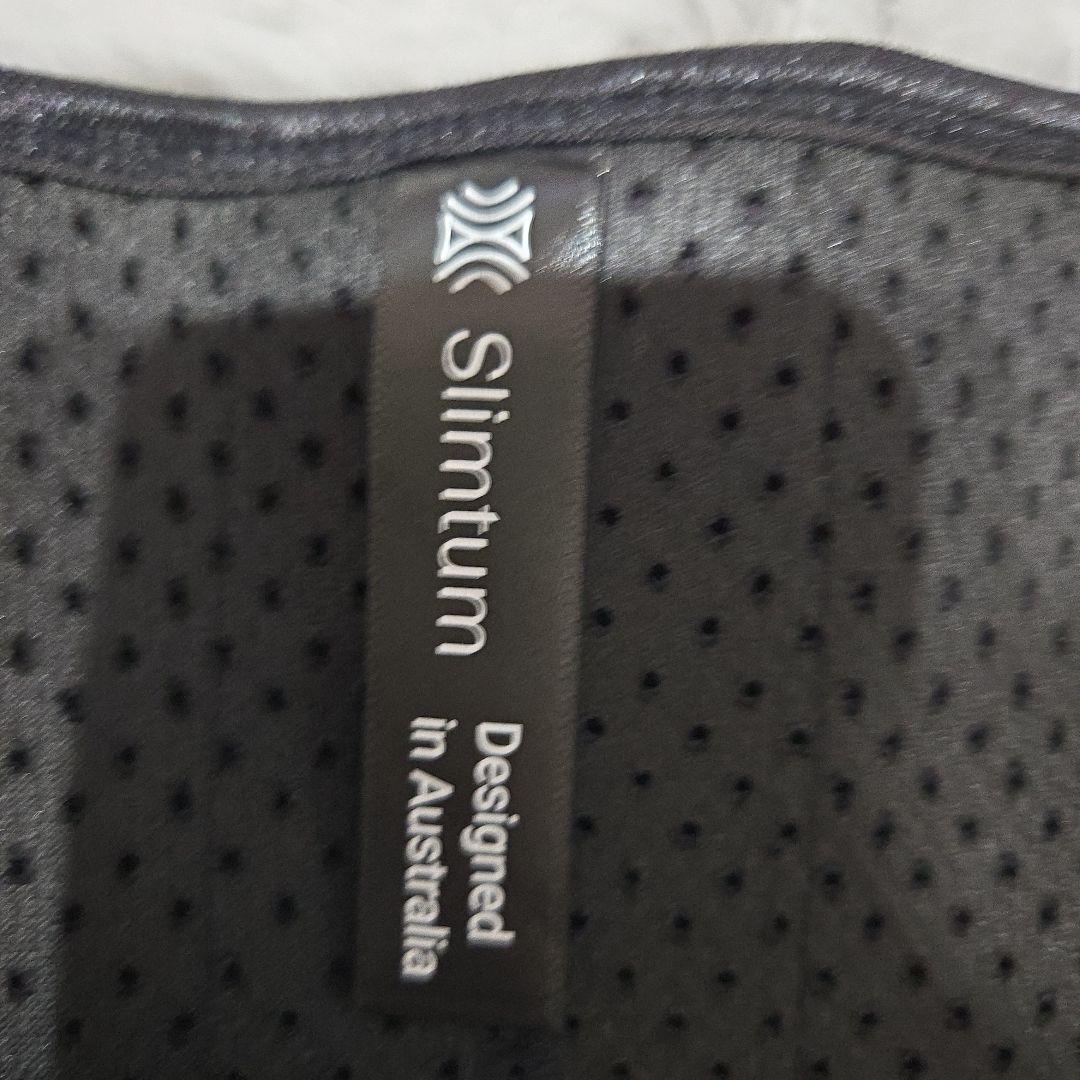 Slimtum
Designed
in Australia